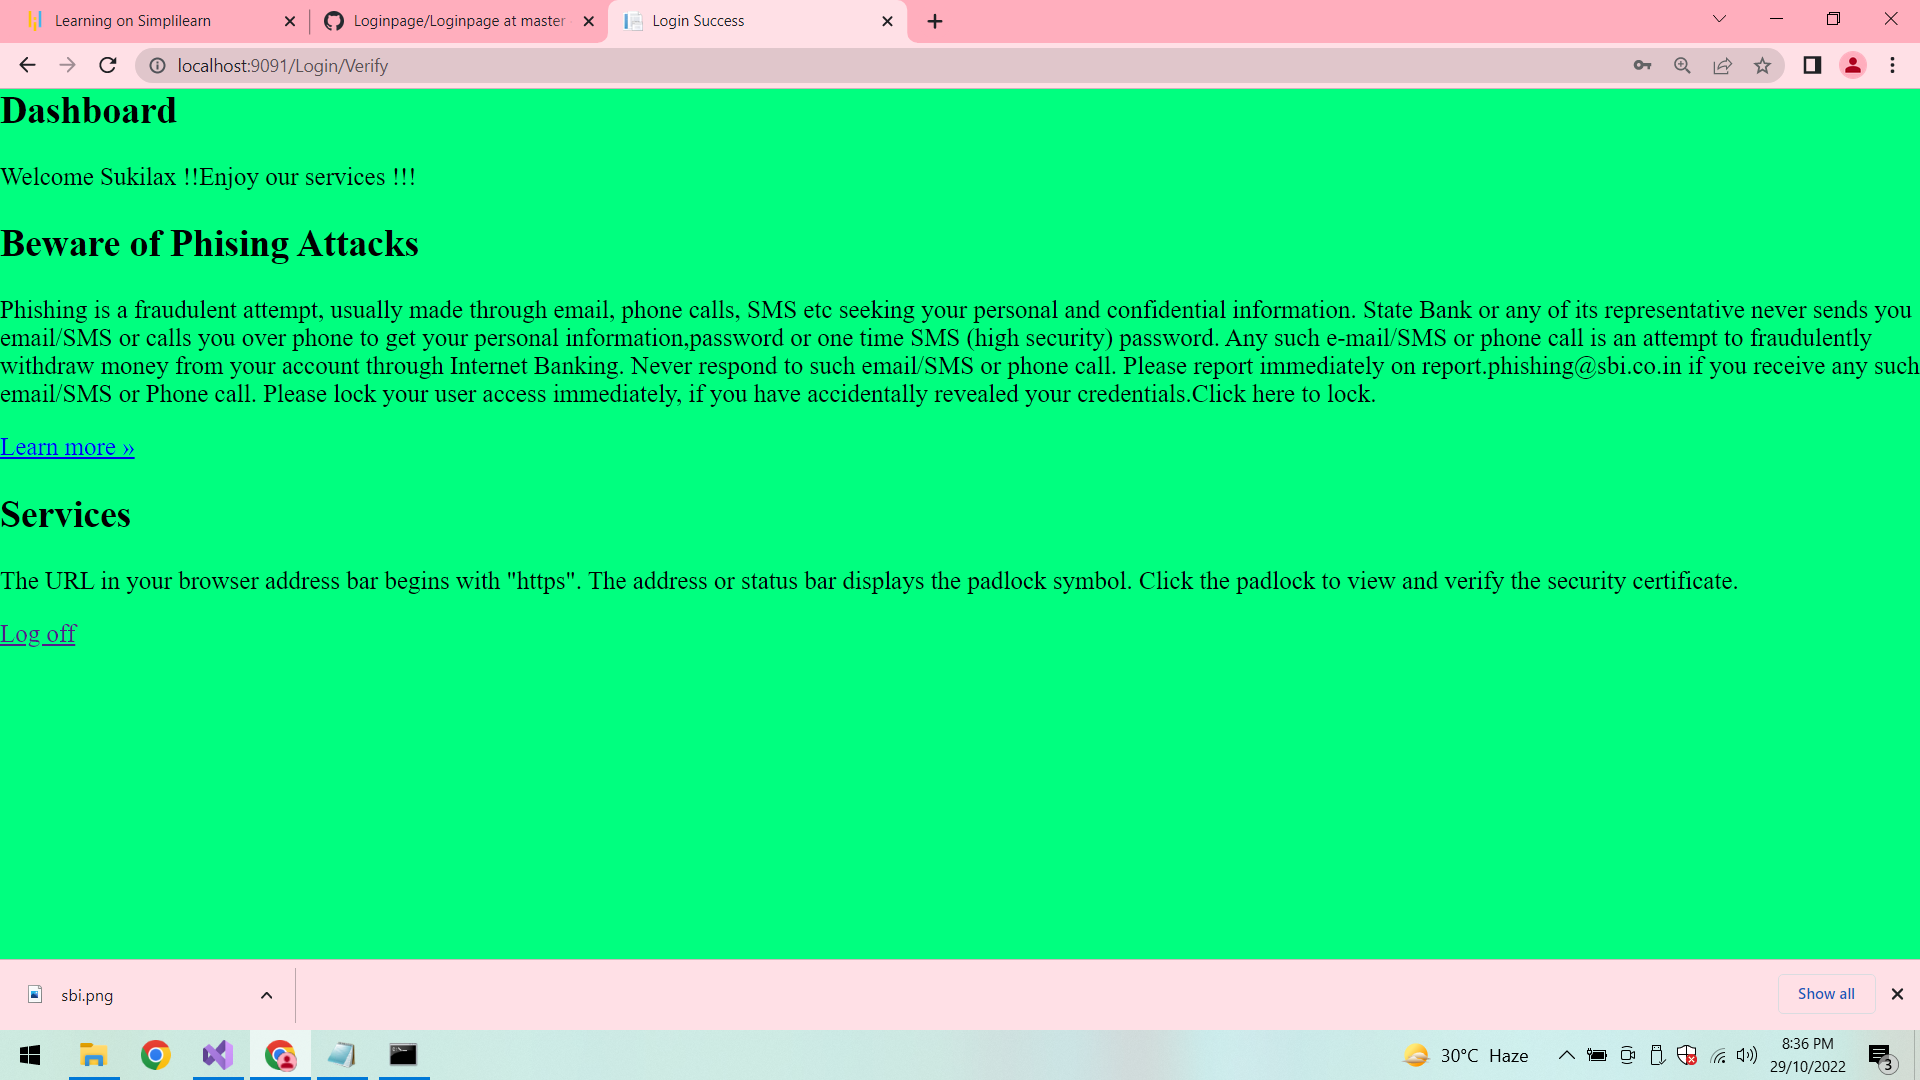 Learning on Simplilearn
Loginpage/Loginpage at master
Login Success
localhost:9091/Login/Verify
Dashboard
Welcome Sukilax !!Enjoy our services !!!
Beware of Phising Attacks
Phishing is a fraudulent attempt, usually made through email, phone calls, SMS etc seeking your personal and confidential information. State Bank or any of its representative never sends you
email/SMS or calls you over phone to get your personal information,password or one time SMS (high security) password. Any such e-mail/SMS or phone call is an attempt to fraudulently
withdraw money from your account through Internet Banking. Never respond to such email/SMS or phone call. Please report immediately on report.phishing@sbi.co.in if you receive any such
email/SMS or Phone call. Please lock your user access immediately, if you have accidentally revealed your credentials.Click here to lock.
Learn more »
Services
The URL in your browser address bar begins with "https". The address or status bar displays the padlock symbol. Click the padlock to view and verify the security certificate.
Log off
sbi.png
Show all
30°C Haze
8:36 PM
29/10/2022
3